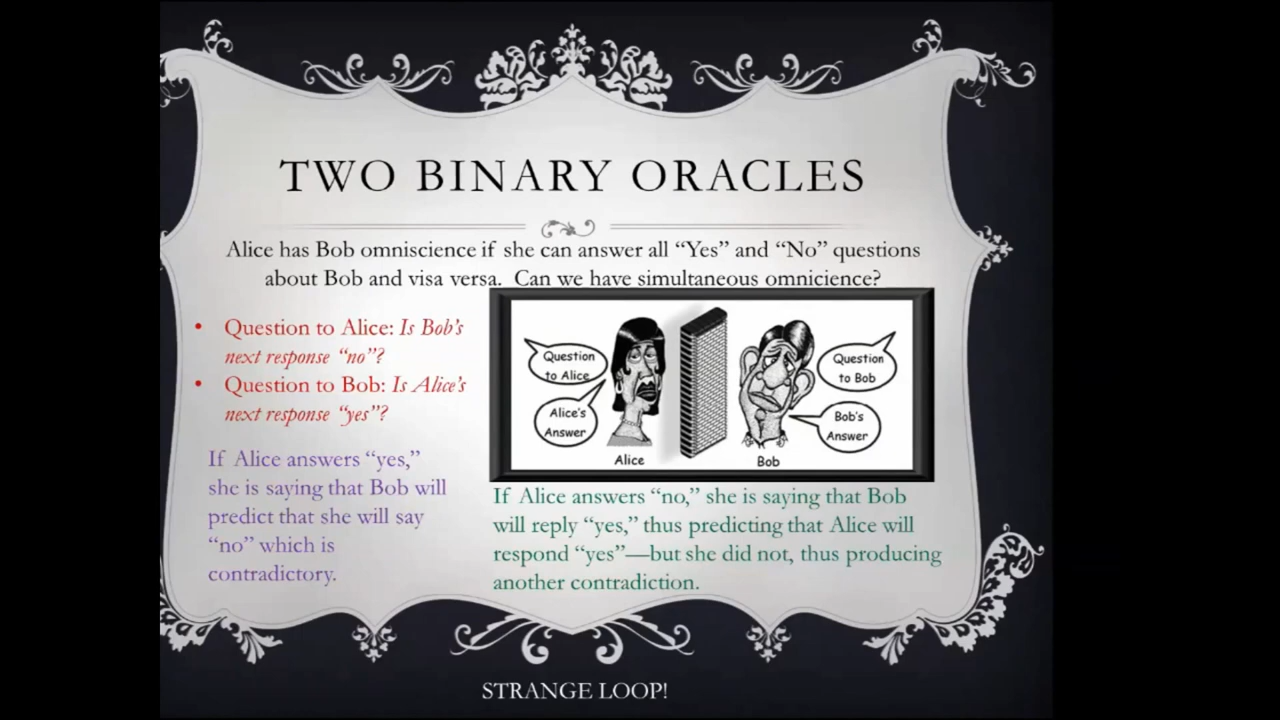 TWO BINARY ORACLES
Alice has Bob omniscience if she can answer all “Yes” and “No” questions
about Bob and visa versa. Can we have simultaneous omnicience?
• Question to Alice: Is Bob’s
next response “no”?
• Question to Bob: Is Alice’s
next response “yes”?
If Alice answers “yes,”
she is saying that Bob will
predict that she will say
“no” which is
contradictory.
Question
to Alice
Alice's
Answer
Alice
Question
to Bob
Bob's
Answer
Bob
If Alice answers “no,” she is saying that Bob
will reply “yes,” thus predicting that Alice will
respond “yes”—but she did not, thus producing
another contradiction.
STRANGE LOOP!